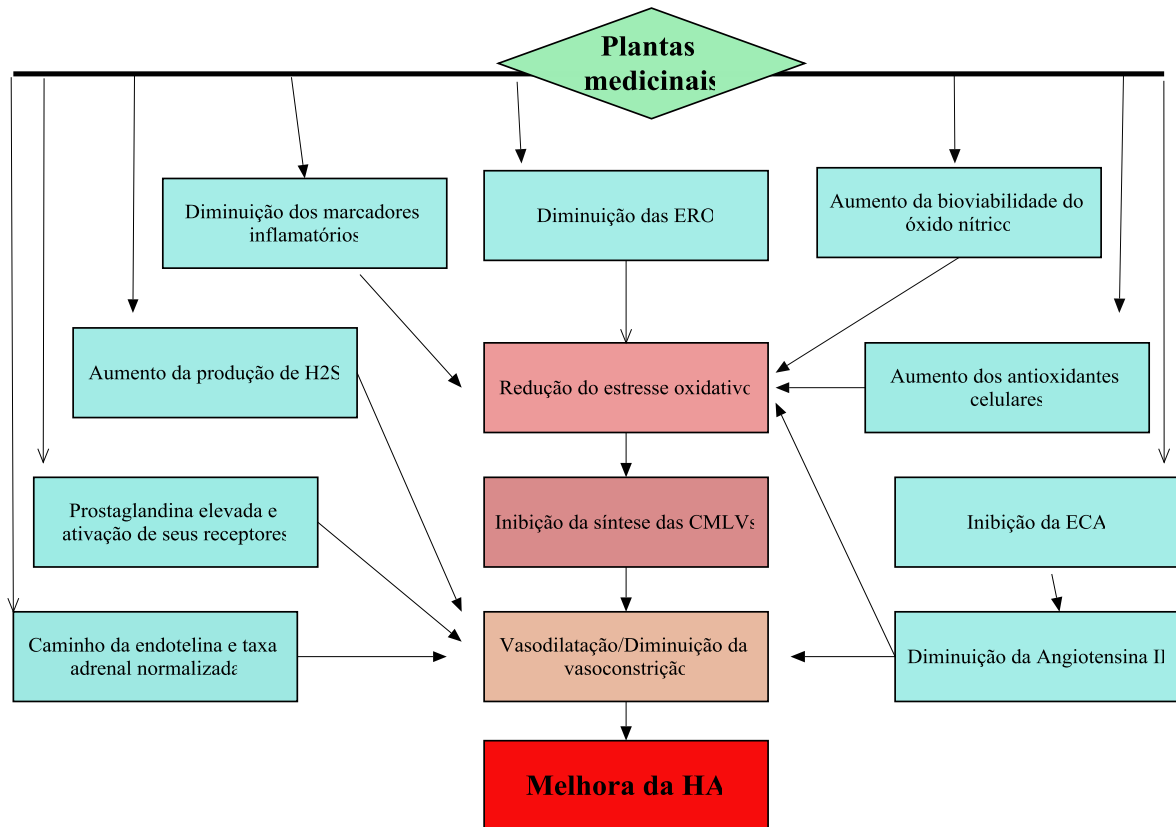 Plantas
medicinais
Diminuição dos marcadores
inflamatórios
Diminuição das ERO
Aumento da bioviabilidade do
óxido nítrico
Aumento da produção de H2S
Redução do estresse oxidativo
Aumento dos antioxidantes
celulares
Prostaglandina elevada e
ativação de seus receptores
Inibição da síntese das CMLVs
Inibição da ECA
Caminho da endotelina e taxa
adrenal normalizada
Vasodilatação/Diminuição da
vasoconstrição
Diminuição da Angiotensina II
Melhora da HA